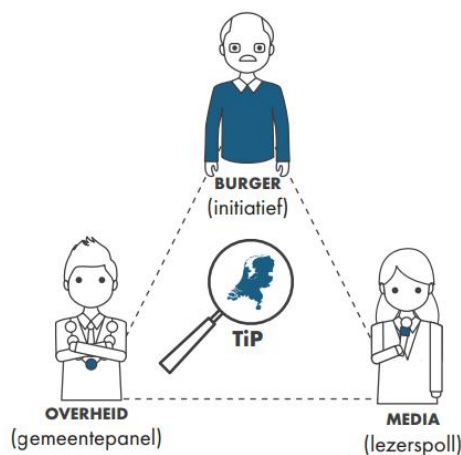 BURGER
(initiatief)
TiP
OVERHEID
(gemeentepanel)
MEDIA
(lezerspoll)